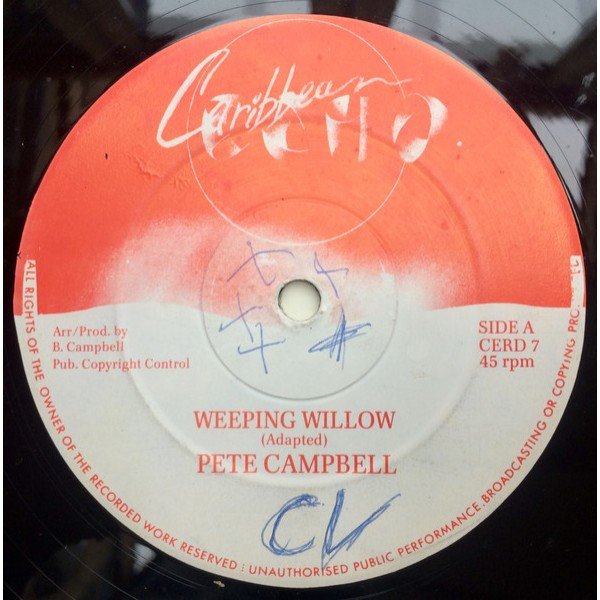 Caribbean
echo.
Arr/Prod. by
B. Campbell
Pub. Copyright Control
SIDE A
CERD 7
45 rpm
WEEPING WILLOW
(Adapted)
PETE CAMPBELL
CV
ALL RIGHTS OF THE OWNER OF THE RECORDED WORK RESERVED : UNAUTHORISED PUBLIC PERFORMANCE. BROADCASTING OR COPYING